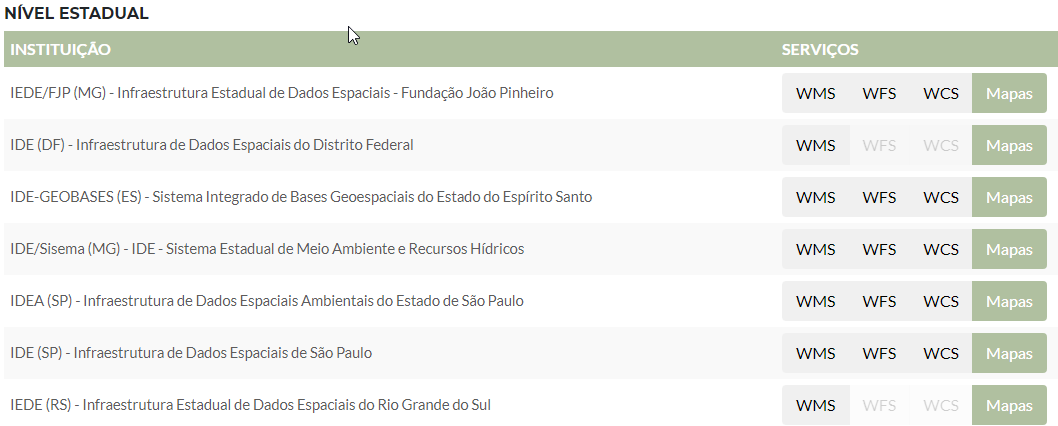 NÍVEL ESTADUAL
INSTITUIÇÃO SERVIÇOS
IEDE/FJP (MG) - Infraestrutura Estadual de Dados Espaciais - Fundação João Pinheiro WMS WFS WCS Mapas
IDE (DF) - Infraestrutura de Dados Espaciais do Distrito Federal WMS WFS WCS Mapas
IDE-GEOBASES (ES) - Sistema Integrado de Bases Geoespaciais do Estado do Espírito Santo WMS WFS WCS Mapas
IDE/Sisema (MG) - IDE - Sistema Estadual de Meio Ambiente e Recursos Hídricos WMS WFS WCS Mapas
IDEA (SP) - Infraestrutura de Dados Espaciais Ambientais do Estado de São Paulo WMS WFS WCS Mapas
IDE (SP) - Infraestrutura de Dados Espaciais de São Paulo WMS WFS WCS Mapas
IEDE (RS) - Infraestrutura Estadual de Dados Espaciais do Rio Grande do Sul WMS WFS WCS Mapas